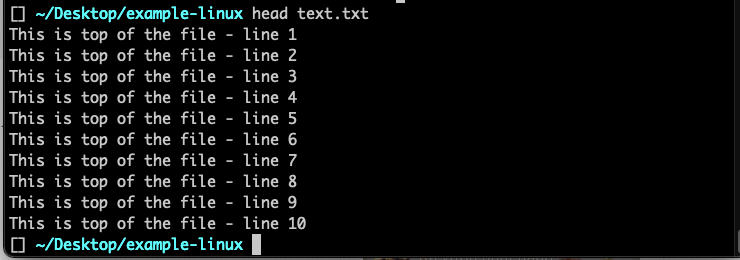 [] ~/Desktop/example-linux head text.txt
This is top of the file - line 1
This is top of the file - line 2
This is top of the file - line 3
This is top of the file - line 4
This is top of the file - line 5
This is top of the file - line 6
This is top of the file - line 7
This is top of the file - line 8
This is top of the file - line 9
This is top of the file - line 10
[] ~/Desktop/example-linux